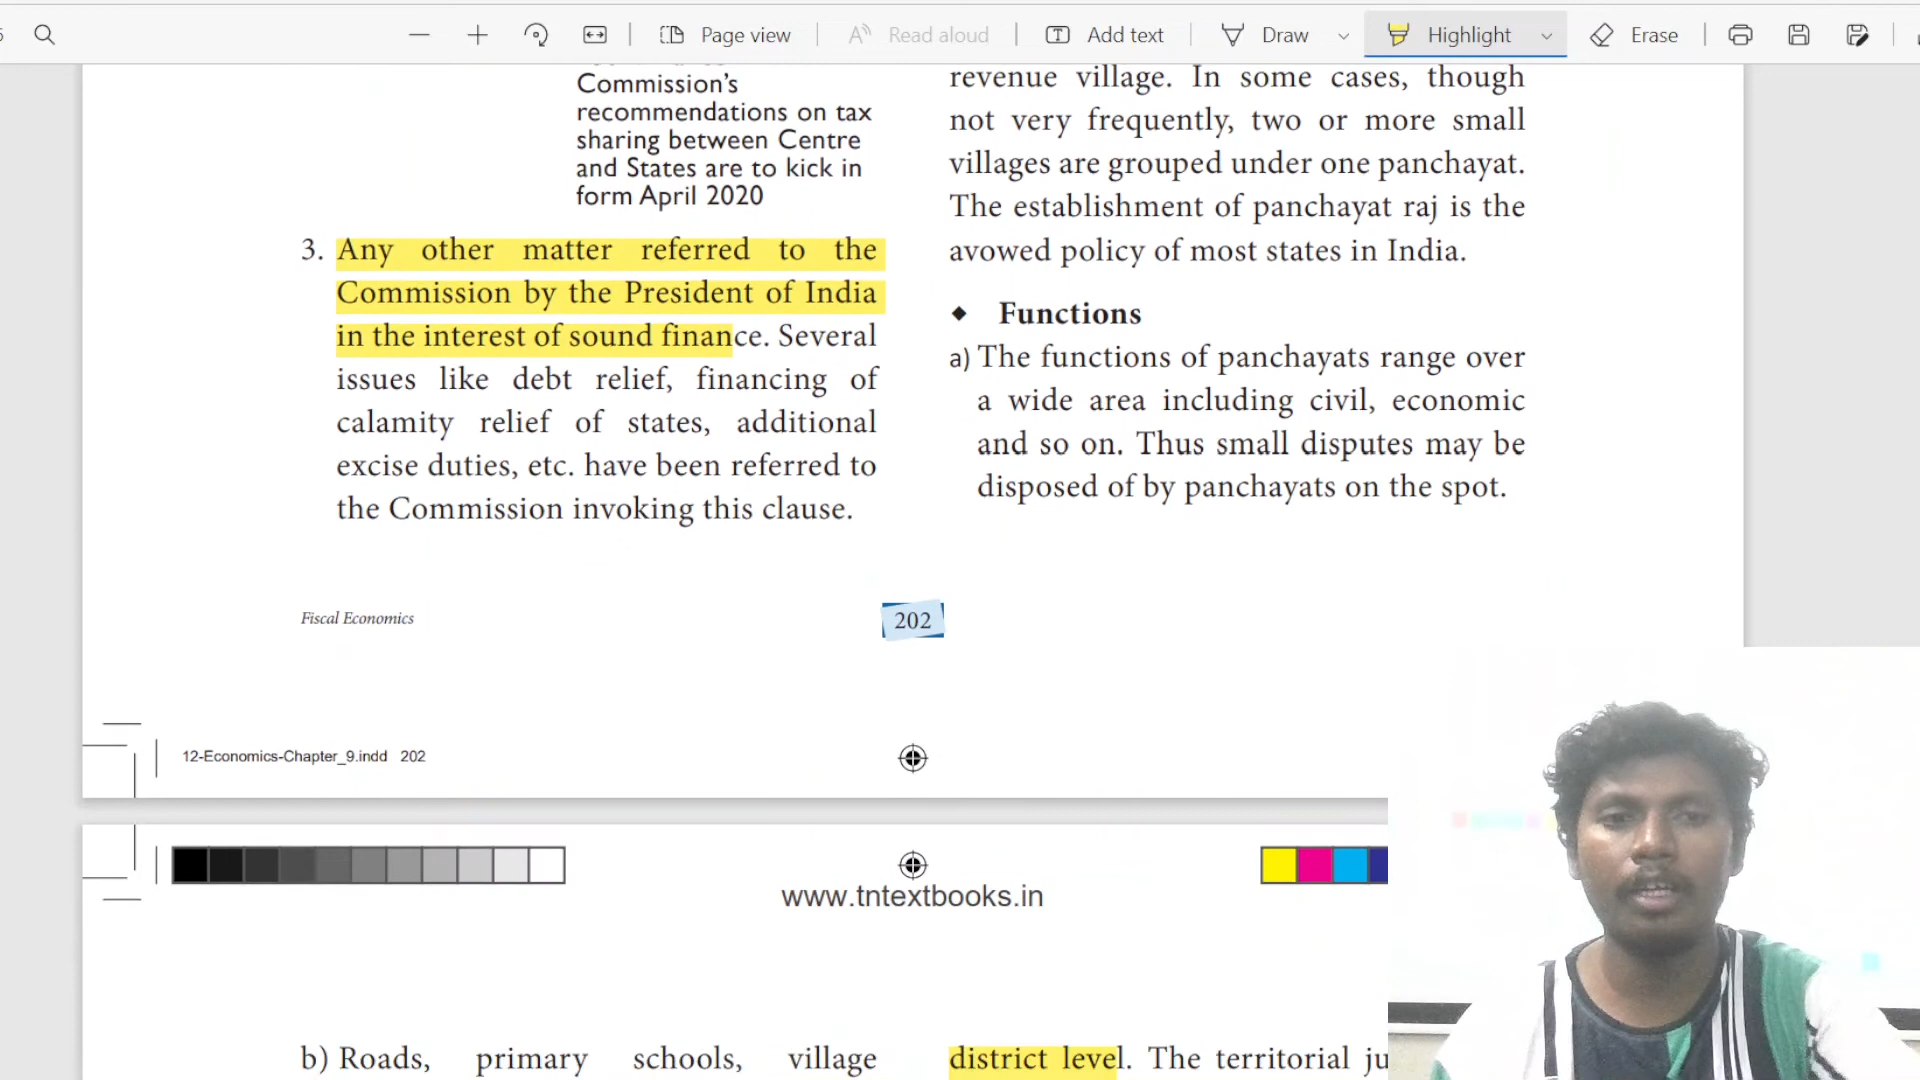 Page view
Read aloud
Add text
Draw
Highlight
Erase
Commission's
recommendations on tax
sharing between Centre
and States are to kick in
form April 2020
3. Any other matter referred to the
Commission by the President of India
in the interest of sound finance. Several
issues like debt relief, financing of
calamity relief of states, additional
excise duties, etc. have been referred to
the Commission invoking this clause.
revenue village. In some cases, though
not very frequently, two or more small
villages are grouped under one panchayat.
The establishment of panchayat raj is the
avowed policy of most states in India.
◆ Functions
a) The functions of panchayats range over
a wide area including civil, economic
and so on. Thus small disputes may be
disposed of by panchayats on the spot.
Fiscal Economics
202
12-Economics-Chapter_9.indd 202
www.tntextbooks.in
b) Roads, primary schools, village
district level. The territorial ju